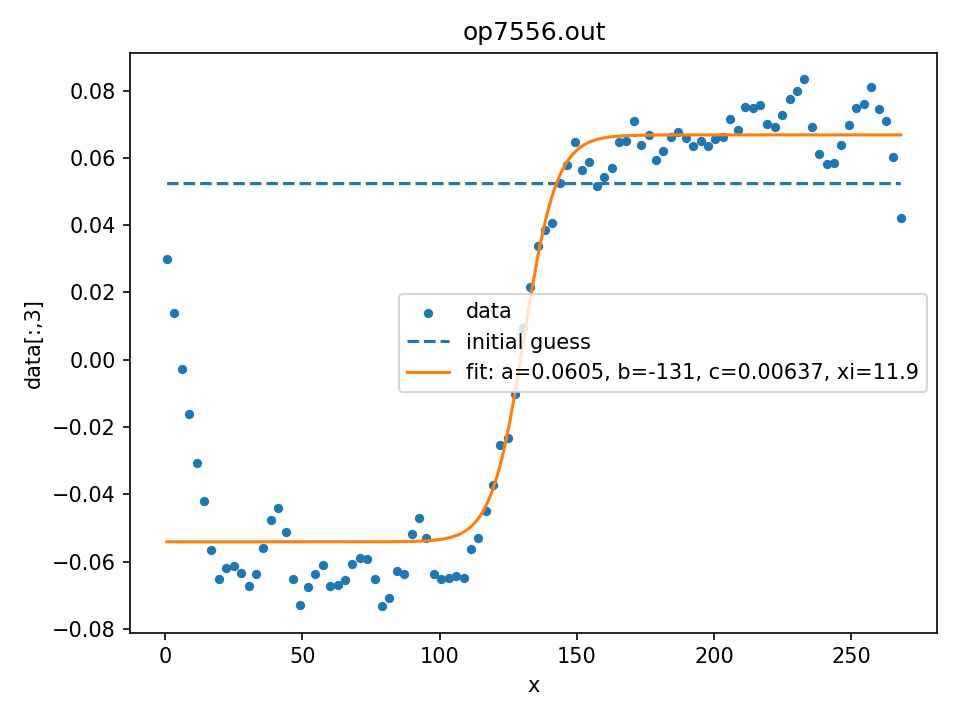 op7556.out
0.08
0.06
0.04
0.02
0.00
−0.02
−0.04
−0.06
−0.08
data[:,3]
data
initial guess
fit: a=0.0605, b=-131, c=0.00637, xi=11.9
0 50 100 150 200 250
x